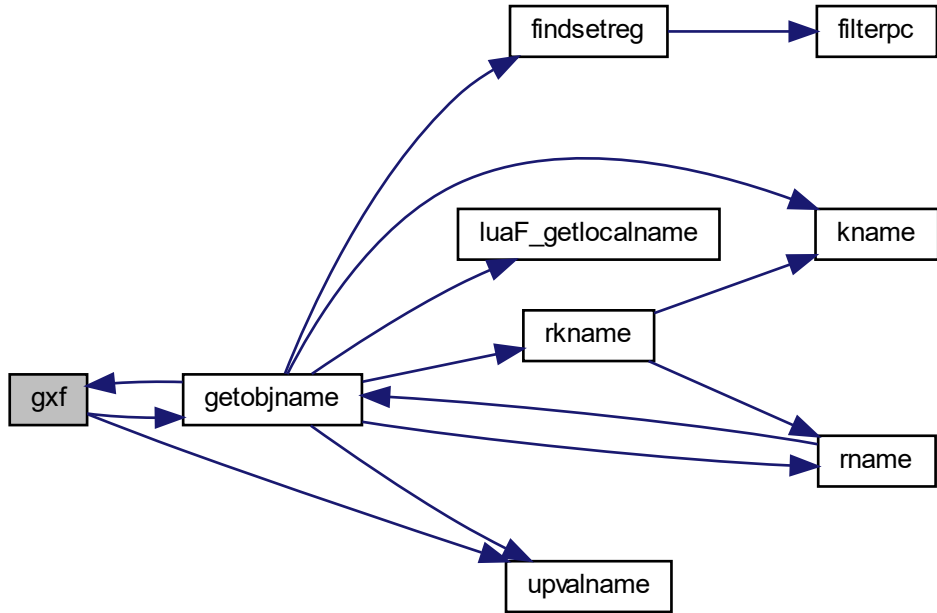 findsetreg
filterpc
luaF_getlocalname
kname
rkname
gxf
getobjname
rname
upvalname